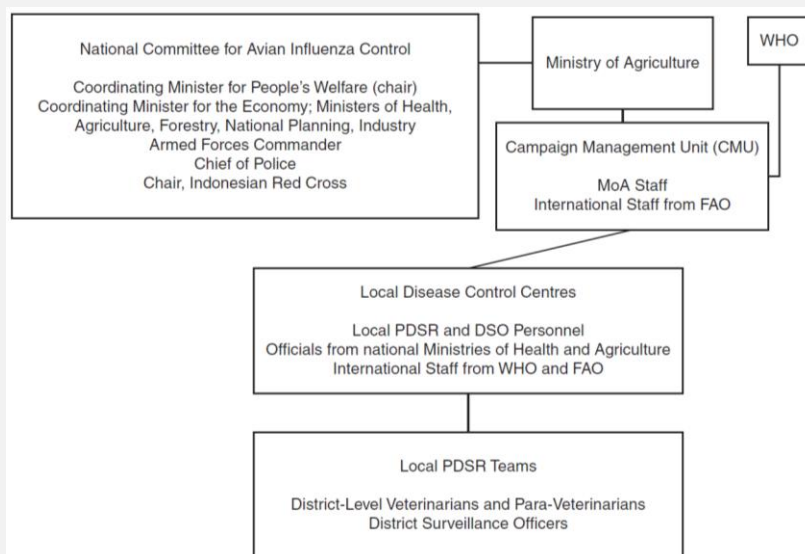 National Committee for Avian Influenza Control
Coordinating Minister for People's Welfare (chair)
Coordinating Minister for the Economy; Ministers of Health,
Agriculture, Forestry, National Planning, Industry
Armed Forces Commander
Chief of Police
Chair, Indonesian Red Cross
Ministry of Agriculture
WHO
Campaign Management Unit (CMU)
MoA Staff
International Staff from FAO
Local Disease Control Centres
Local PDSR and DSO Personnel
Officials from national Ministries of Health and Agriculture
International Staff from WHO and FAO
Local PDSR Teams
District-Level Veterinarians and Para-Veterinarians
District Surveillance Officers